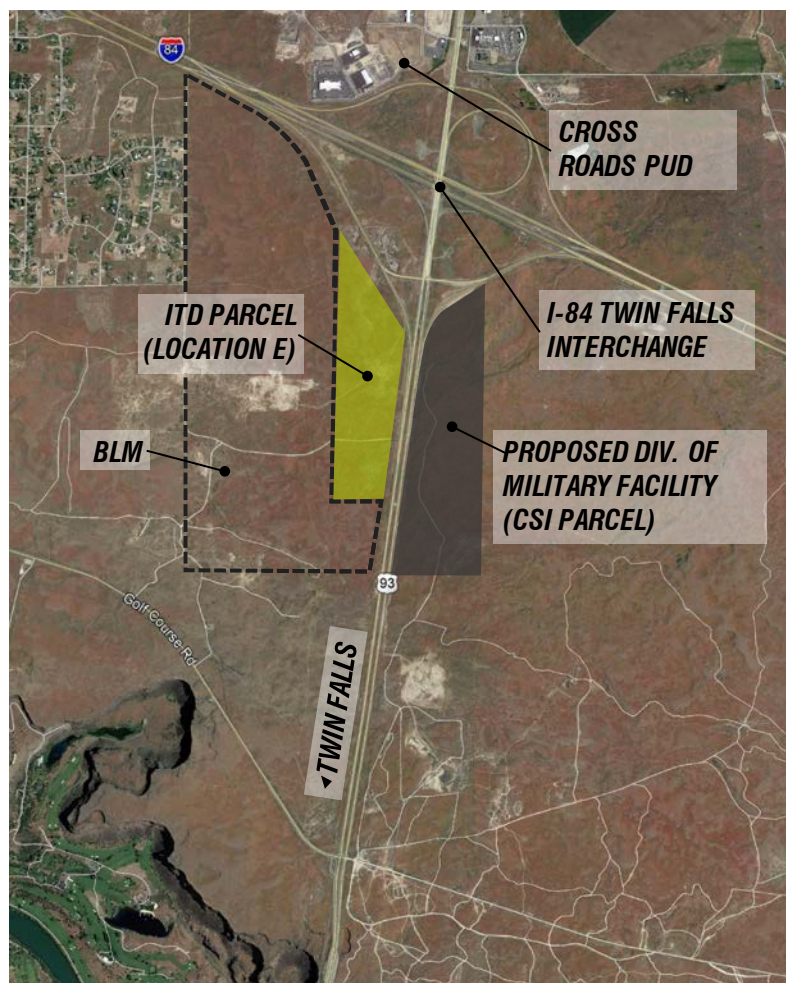 84
CROSS
ROADS PUD
ITD PARCEL
(LOCATION E)
I-84 TWIN FALLS
INTERCHANGE
BLM
PROPOSED DIV. OF
MILITARY FACILITY
(CSI PARCEL)
93
Golf Course Rd
TWIN FALLS